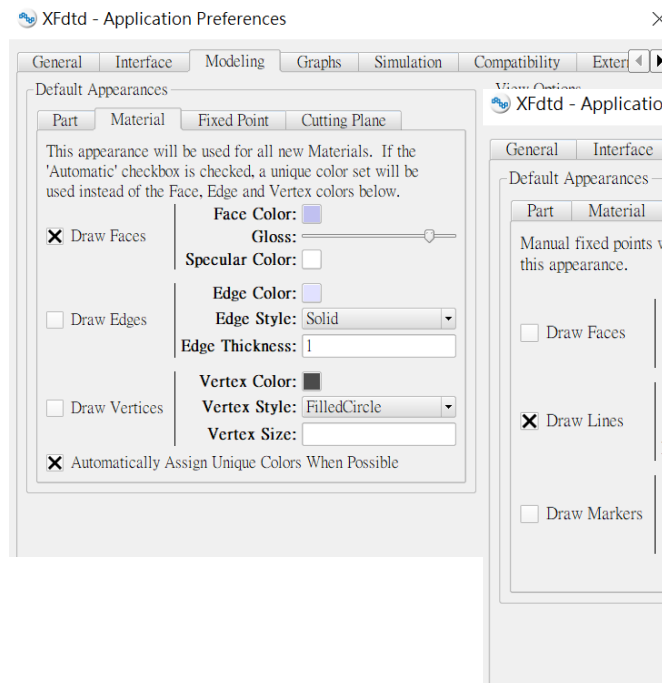 XFdtd - Application Preferences
General Interface Modeling Graphs Simulation Compatibility
Default Appearances
Part Material Fixed Point Cutting Plane
This appearance will be used for all new Materials. If the
'Automatic' checkbox is checked, a unique color set will be
used instead of the Face, Edge and Vertex colors below.
Draw Faces
Face Color:
Gloss:
Specular Color:
Draw Edges
Edge Color:
Edge Style: Solid
Edge Thickness: 1
Draw Vertices
Vertex Color:
Vertex Style: FilledCircle
Vertex Size:
Automatically Assign Unique Colors When Possible
XFdtd - Applicatio
General Interface
Default Appearances
Part Material
Manual fixed points
this appearance.
Draw Faces
Draw Lines
Draw Markers